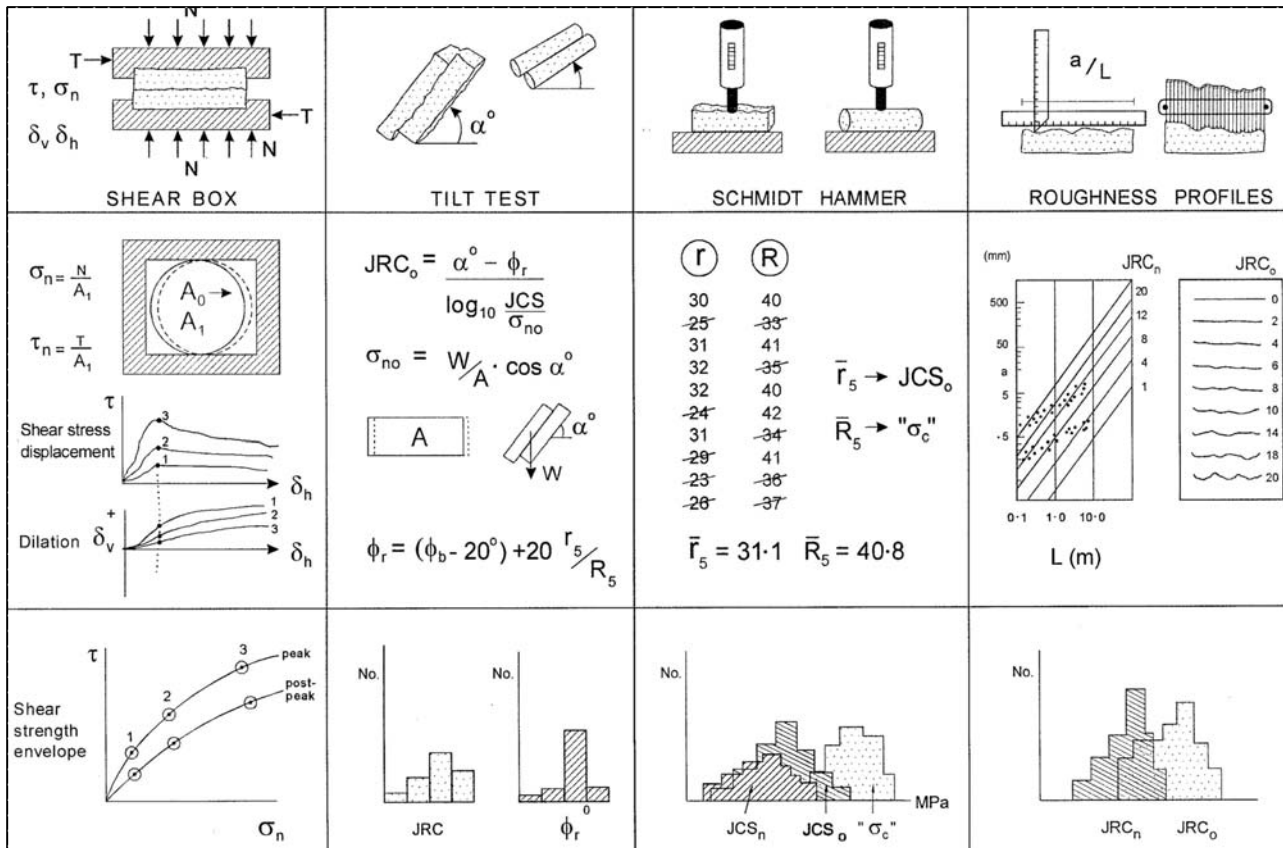 N
T
τ, σn
δv δh
T
N
N
SHEAR BOX
α°
TILT TEST
SCHMIDT HAMMER
a/L
ROUGHNESS PROFILES
σn = N/A1
τn = T/A1
A0
A1
τ
Shear stress
displacement
3
2
1
δh
+
Dilation δv
1
2
3
δh
JRCo = α° – ϕr
log10 JCS/σno
σno = W/A · cos α°
A
α°
W
ϕr = (ϕb - 20°) +20 r5/R5
r R
30 40
25 33
31 41
32 35
32 40
24 42
31 34
29 41
23 36
26 37
r̄5 → JCSo
R̄5 → "σc"
r̄5 = 31·1 R̄5 = 40·8
(mm)
JRCn
500
50
a
5
·5
20
12
8
4
1
0·1 1·0 10·0
L (m)
JRCo
0
2
4
6
8
10
14
18
20
Shear
strength
envelope
τ
1
2
3
peak
post-
peak
σn
No.
JRC
No.
0
ϕr
No.
MPa
JCSn JCSo "σc"
No.
JRCn JRCo